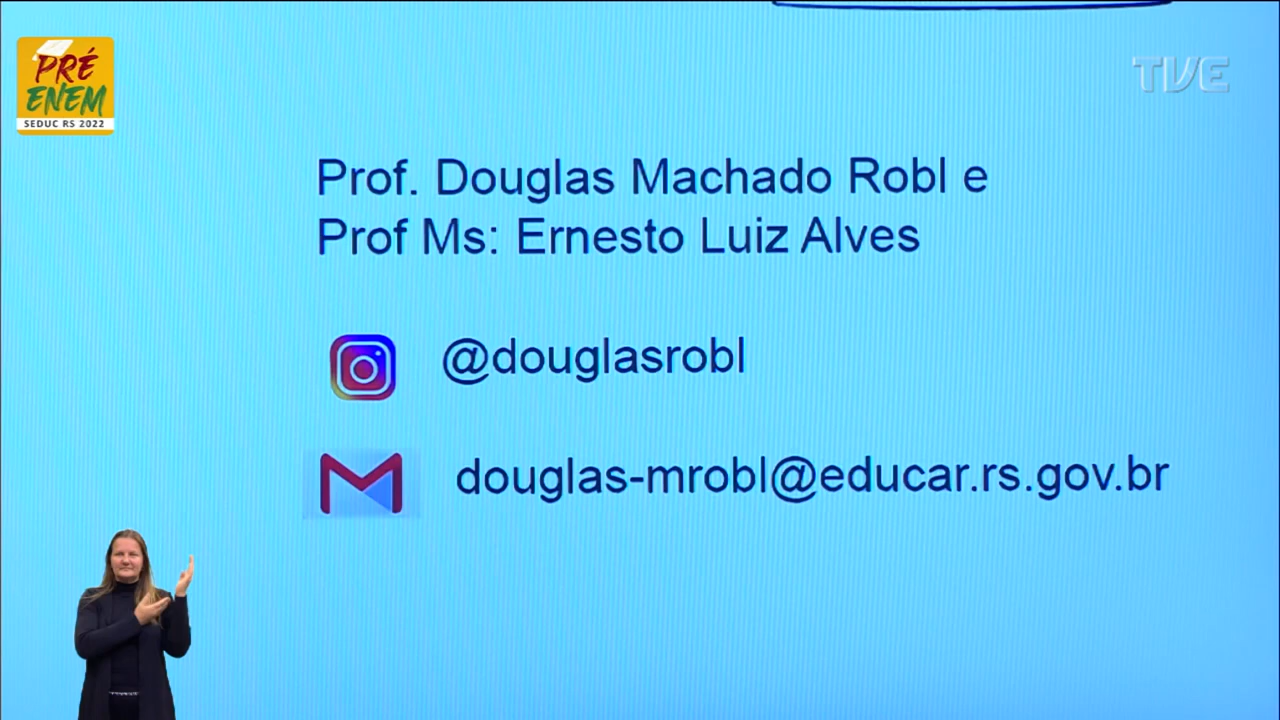 PRÉ
ENEM
SEDUC RS 2022
TVE
Prof. Douglas Machado Robl e
Prof Ms: Ernesto Luiz Alves
@douglasrobl
douglas-mrobl@educar.rs.gov.br